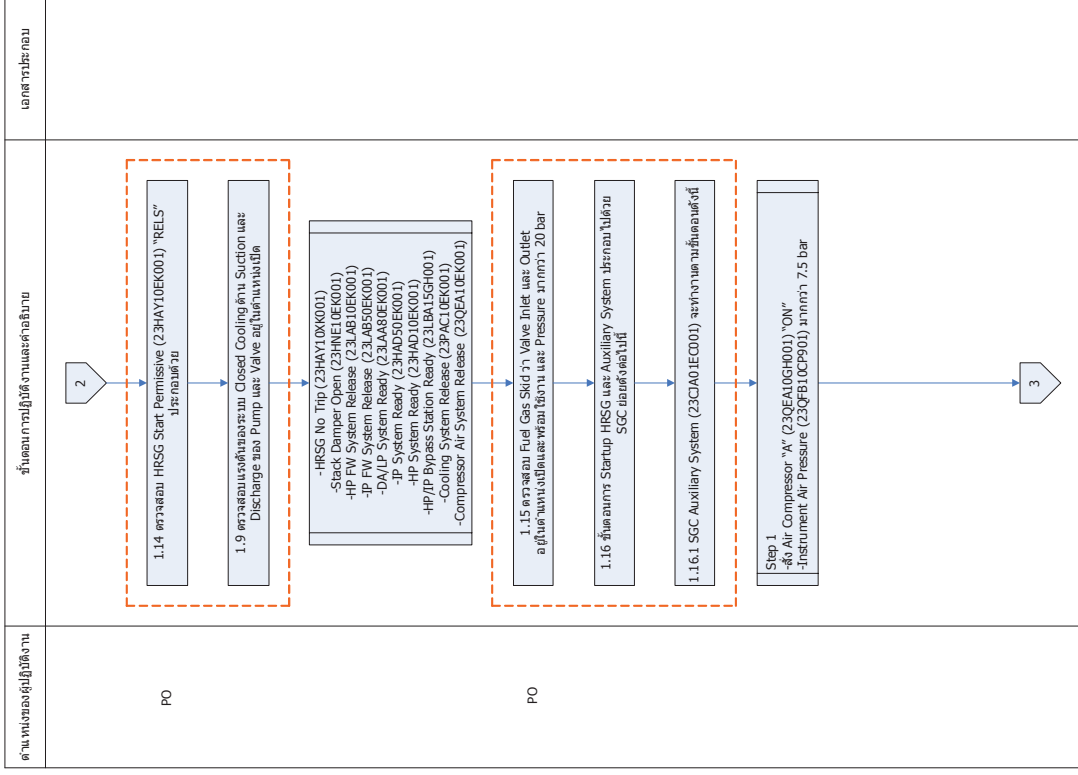 ตำแหน่งของผู้ปฏิบัติงาน
ขั้นตอนการปฏิบัติงานและคำอธิบาย
เอกสารประกอบ
2
PO
1.14 ตรวจสอบ HRSG Start Permissive (23HAY10EK001) “RELS”
ประกอบด้วย
1.9 ตรวจสอบแรงดันของระบบ Closed Cooling ด้าน Suction และ
Discharge ของ Pump และ Valve อยู่ในตำแหน่งเปิด
-HRSG No Trip (23HAY10XK001)
-Stack Damper Open (23HNE10EK001)
-HP FW System Release (23LAB10EK001)
-IP FW System Release (23LAB50EK001)
-DA/LP System Ready (23LAA80EK001)
-IP System Ready (23HAD50EK001)
-HP System Ready (23HAD10EK001)
-HP/IP Bypass Station Ready (23LBA15GH001)
-Cooling System Release (23PAC10EK001)
-Compressor Air System Release (23QEA10EK001)
PO
1.15 ตรวจสอบ Fuel Gas Skid ว่า Valve Inlet และ Outlet
อยู่ในตำแหน่งเปิดและพร้อมใช้งาน และ Pressure มากกว่า 20 bar
1.16 ขั้นตอนการ Startup HRSG และ Auxiliary System ประกอบไปด้วย
SGC ย่อยดังต่อไปนี้
1.16.1 SGC Auxiliary System (23CJA01EC001) จะทำงานตามขั้นตอนดังนี้
Step 1
-สั่ง Air Compressor “A” (23QEA10GH001) “ON”
-Instrument Air Pressure (23QFB10CP901) มากกว่า 7.5 bar
3